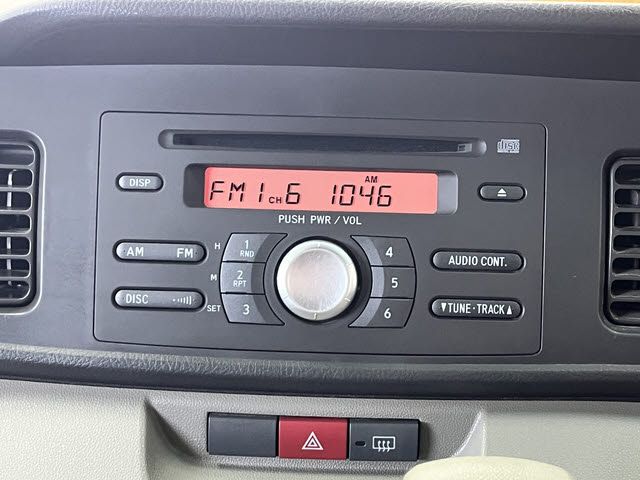 disc
DISP
AM
FM1 CH 6 1046
PUSH PWR / VOL
·AM FM·
H 1 RND
4
AUDIO CONT.
M 2 RPT
5
DISC
SET 3
6
▼TUNE·TRACK▲